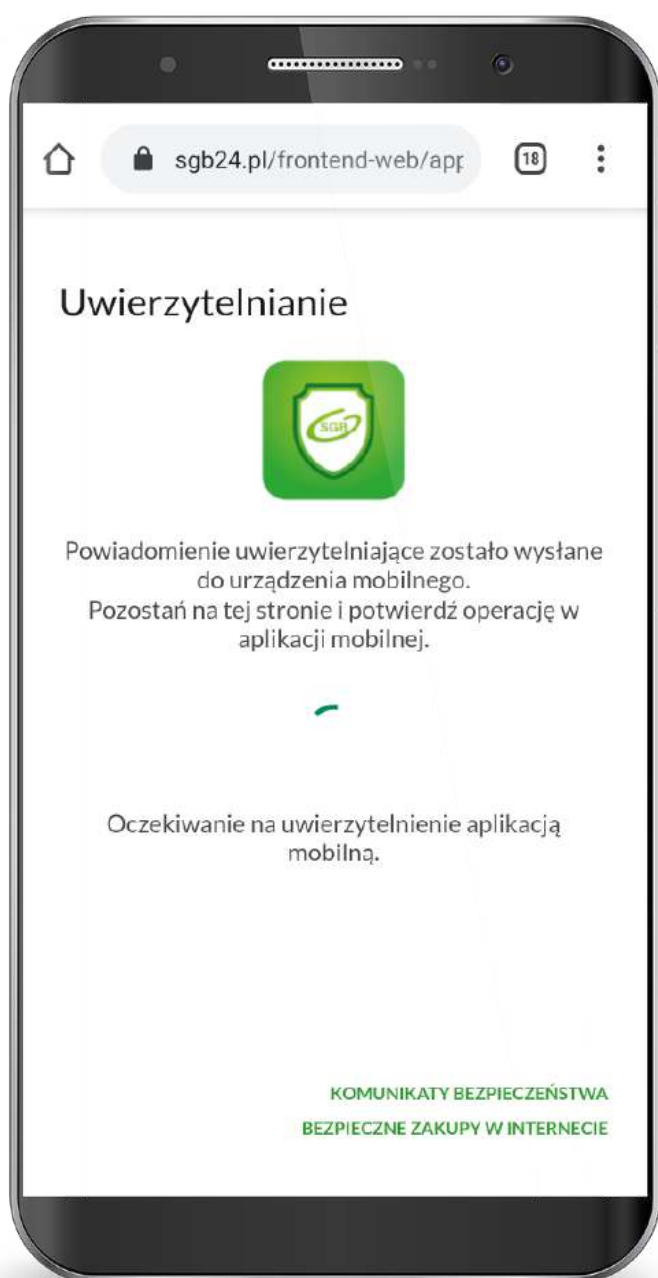 sgb24.pl/frontend-web/app
18
Uwierzytelnianie
SGB
Powiadomienie uwierzytelniające zostało wysłane
do urządzenia mobilnego.
Pozostań na tej stronie i potwierdź operację w
aplikacji mobilnej.
Oczekiwanie na uwierzytelnienie aplikacją
mobilną.
KOMUNIKATY BEZPIECZEŃSTWA
BEZPIECZNE ZAKUPY W INTERNECIE